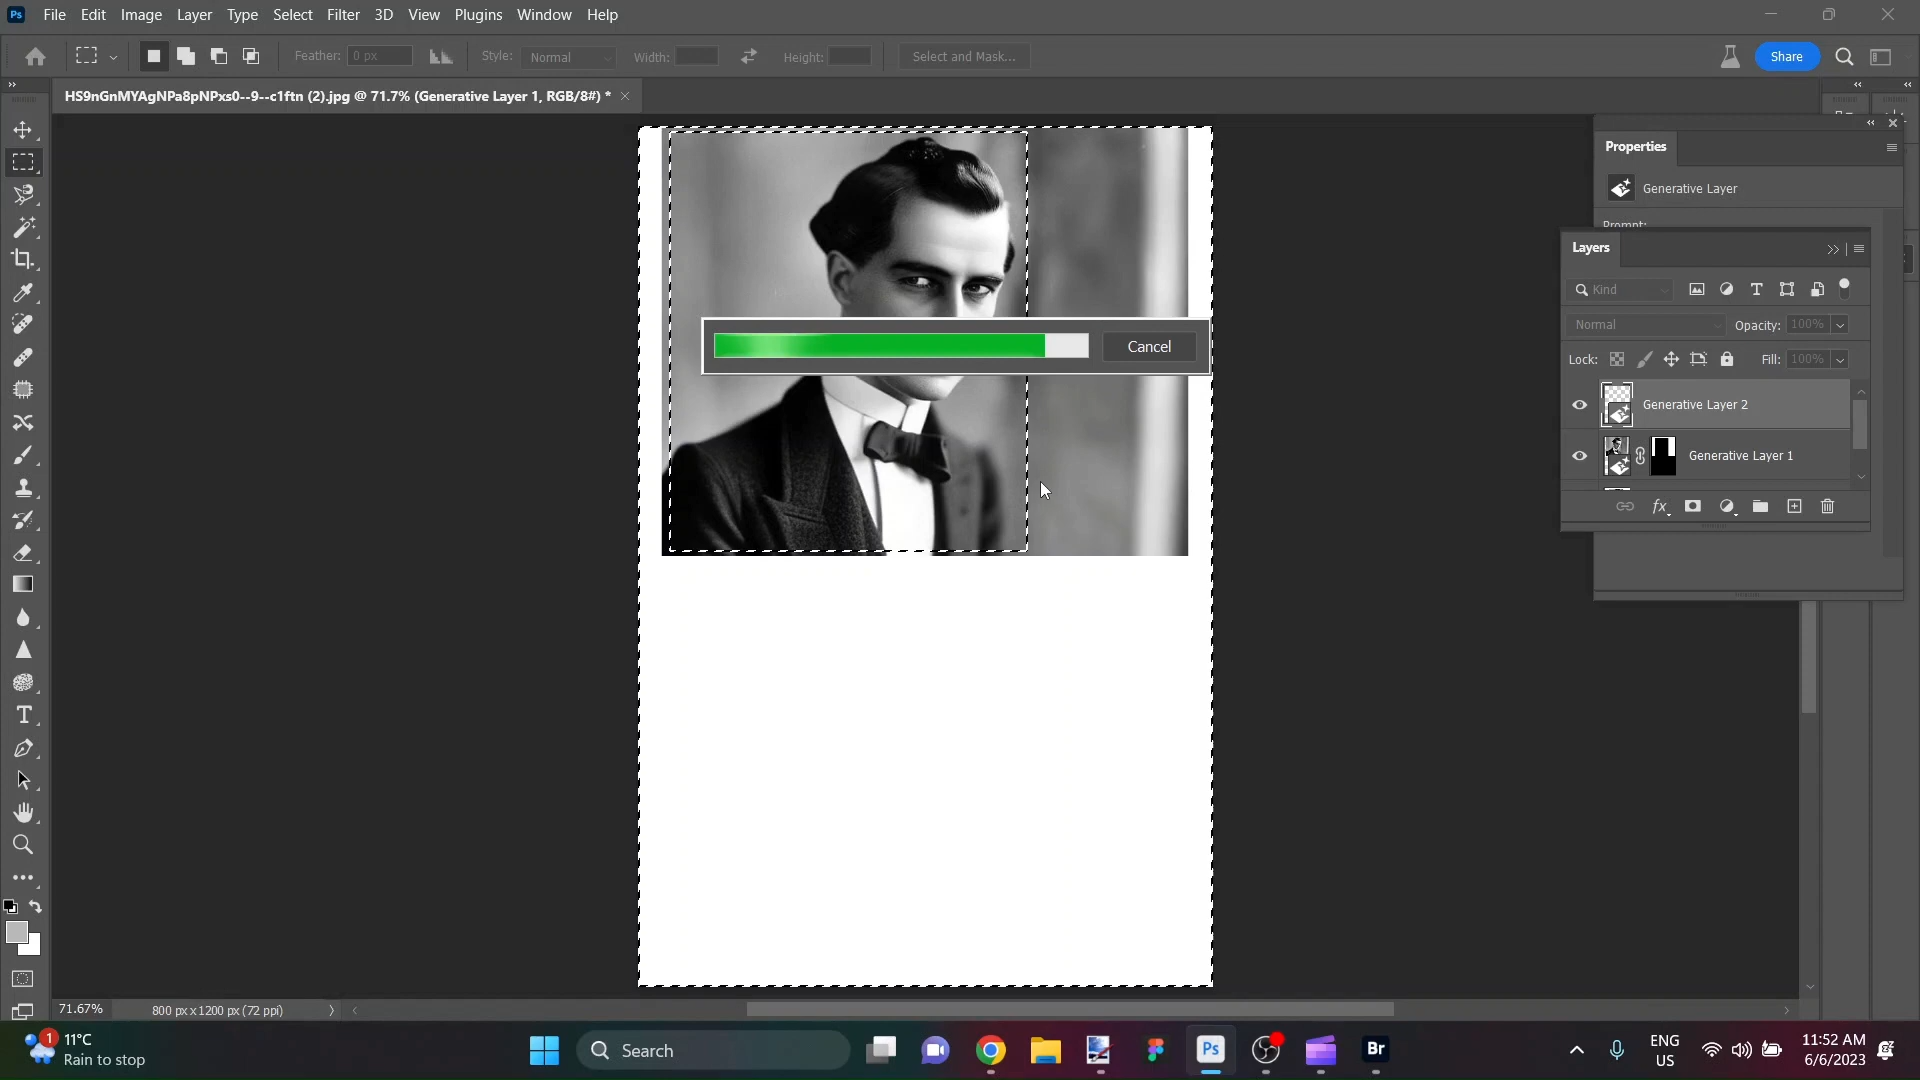 Ps File Edit Image Layer Type Select Filter 3D View Plugins Window Help
Feather: 0 px Style: Normal Width: Height: Select and Mask... Share
HS9nGnMYAgNPa8pNPxs0--9--c1ftn (2).jpg @ 71.7% (Generative Layer 1, RGB/8#) *
Properties
Generative Layer
Prompt:
Layers
Kind
Normal Opacity: 100%
Lock: Fill: 100%
Generative Layer 2
Generative Layer 1
fx
Cancel
71.67% 800 px x 1200 px (72 ppi)
1
11°C
Rain to stop
Search
Ps
Br
ENG
US
11:52 AM
6/6/2023